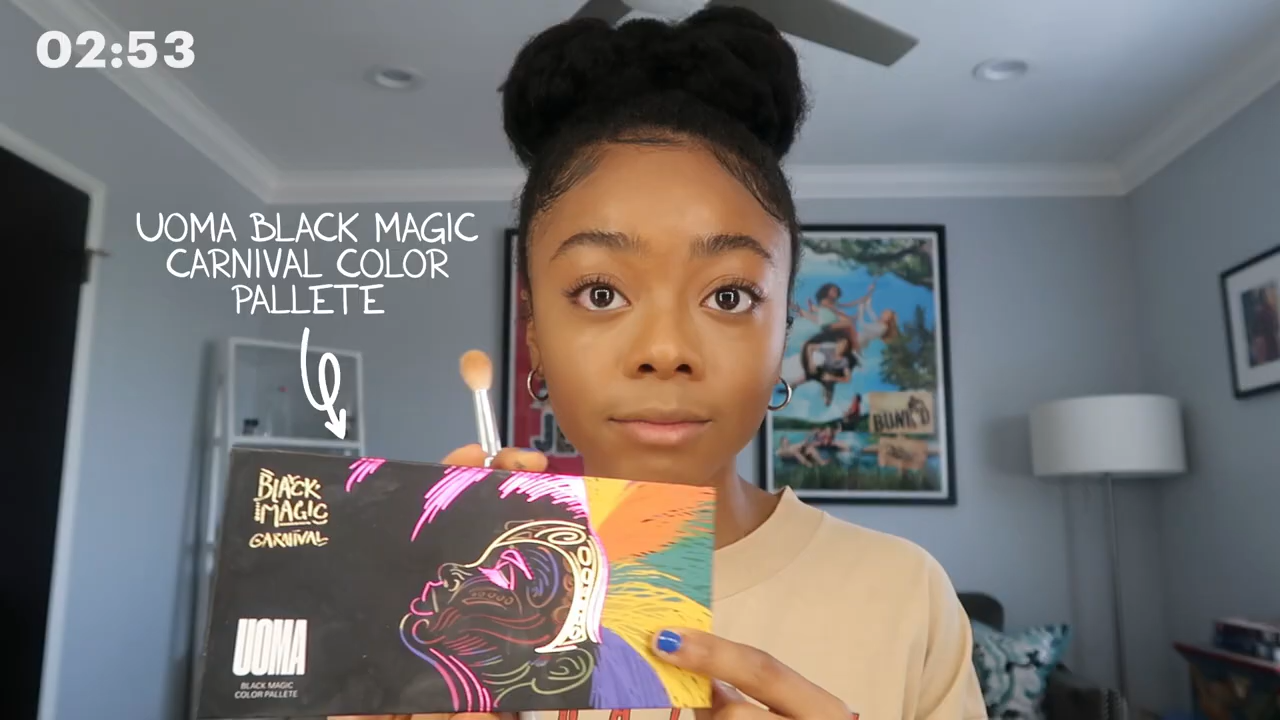 02:53
UOMA BLACK MAGIC
CARNIVAL COLOR
PALLETE
BUNK'D
BLACK
MAGIC
CARNIVAL
UOMA
BLACK MAGIC
COLOR PALLETE